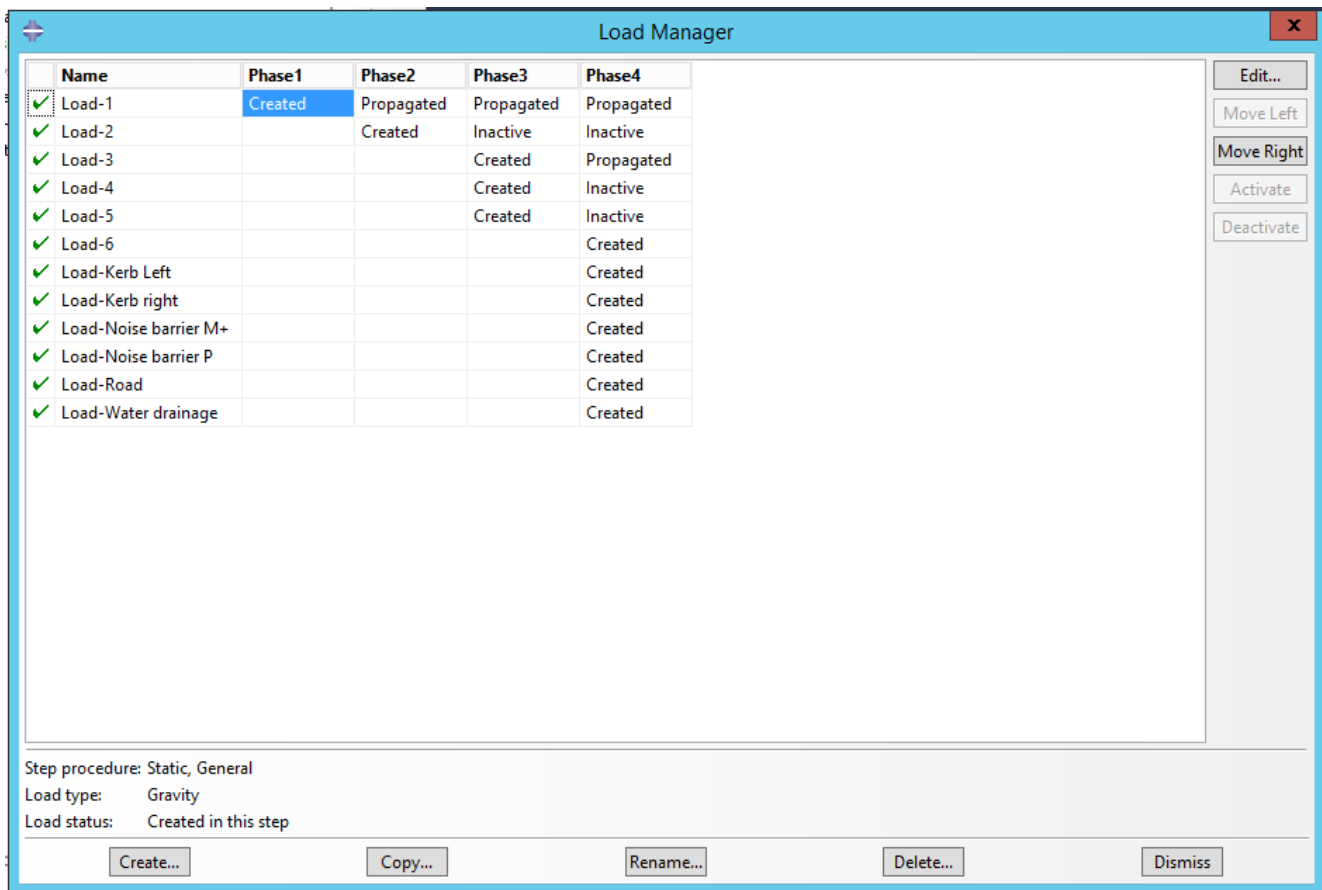 Load Manager
x
Name Phase1 Phase2 Phase3 Phase4
Load-1 Created Propagated Propagated Propagated
Load-2 Created Inactive Inactive
Load-3 Created Propagated
Load-4 Created Inactive
Load-5 Created Inactive
Load-6 Created
Load-Kerb Left Created
Load-Kerb right Created
Load-Noise barrier M+ Created
Load-Noise barrier P Created
Load-Road Created
Load-Water drainage Created
Edit...
Move Left
Move Right
Activate
Deactivate
Step procedure: Static, General
Load type: Gravity
Load status: Created in this step
Create... Copy... Rename... Delete... Dismiss